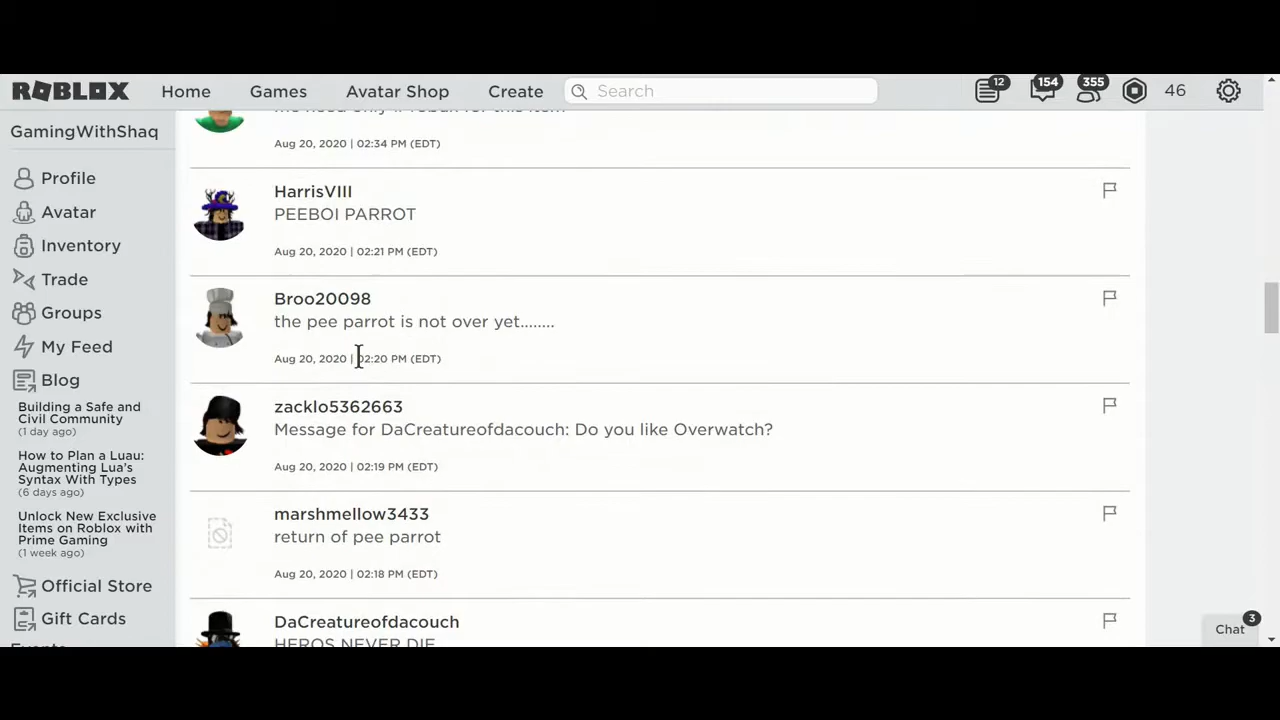 ROBLOX Home Games Avatar Shop Create Search 12 154 355 46
GamingWithShaq
Profile
Avatar
Inventory
Trade
Groups
My Feed
Blog
Building a Safe and
Civil Community
(1 day ago)
How to Plan a Luau:
Augmenting Lua's
Syntax With Types
(6 days ago)
Unlock New Exclusive
Items on Roblox with
Prime Gaming
(1 week ago)
Official Store
Gift Cards
Events
Aug 20, 2020 | 02:34 PM (EDT)
HarrisVIII
PEEBOI PARROT
Aug 20, 2020 | 02:21 PM (EDT)
Broo20098
the pee parrot is not over yet........
Aug 20, 2020 | 02:20 PM (EDT)
zacklo5362663
Message for DaCreatureofdacouch: Do you like Overwatch?
Aug 20, 2020 | 02:19 PM (EDT)
marshmellow3433
return of pee parrot
Aug 20, 2020 | 02:18 PM (EDT)
DaCreatureofdacouch
HEROS NEVER DIE
Chat 3